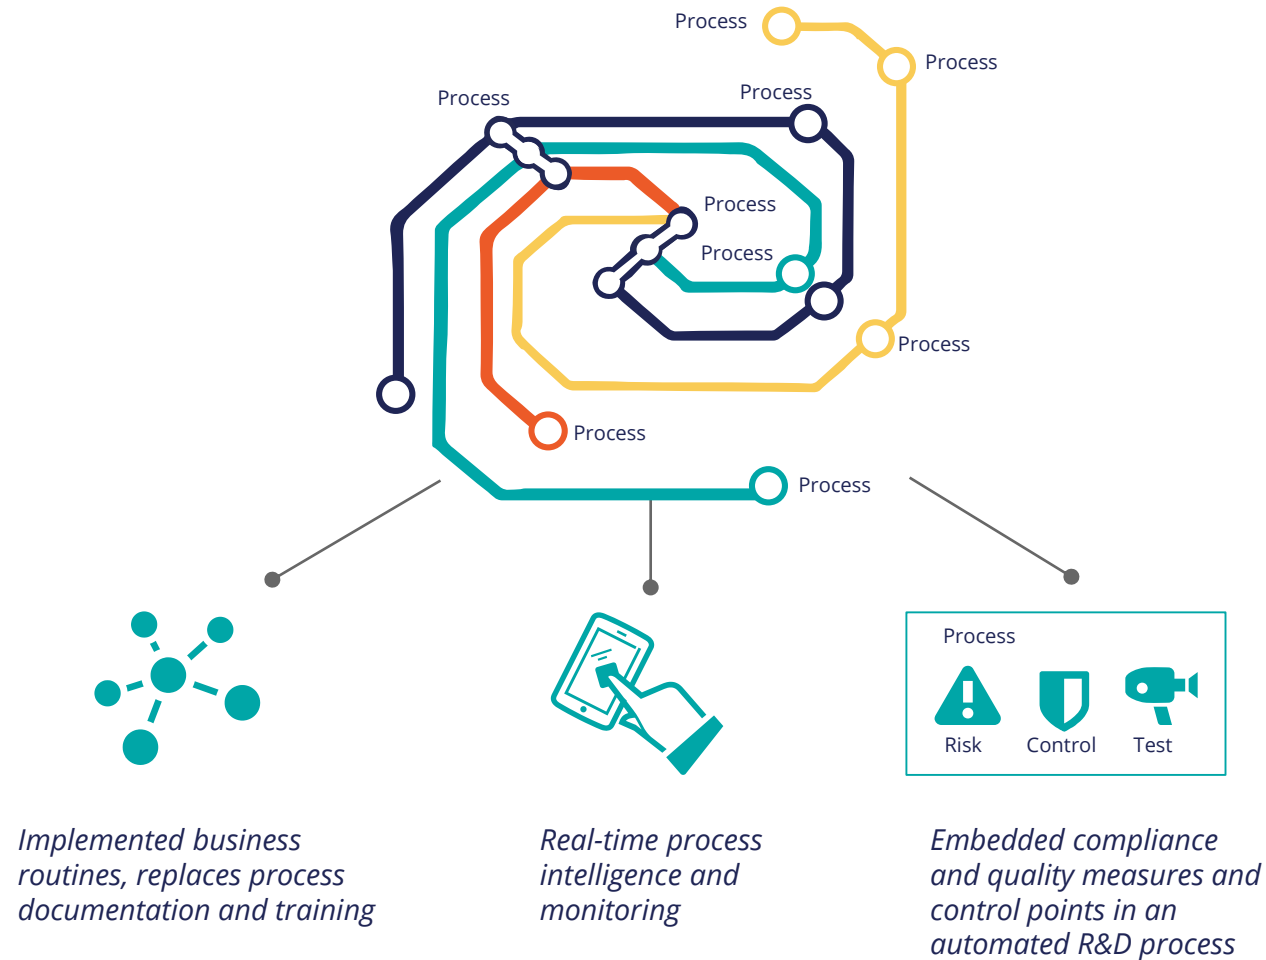 Process
Process
Process
Process
Process
Process
Process
Process
Process
Process
Risk
Control
Test
Implemented business
routines, replaces process
documentation and training
Real-time process
intelligence and
monitoring
Embedded compliance
and quality measures and
control points in an
automated R&D process